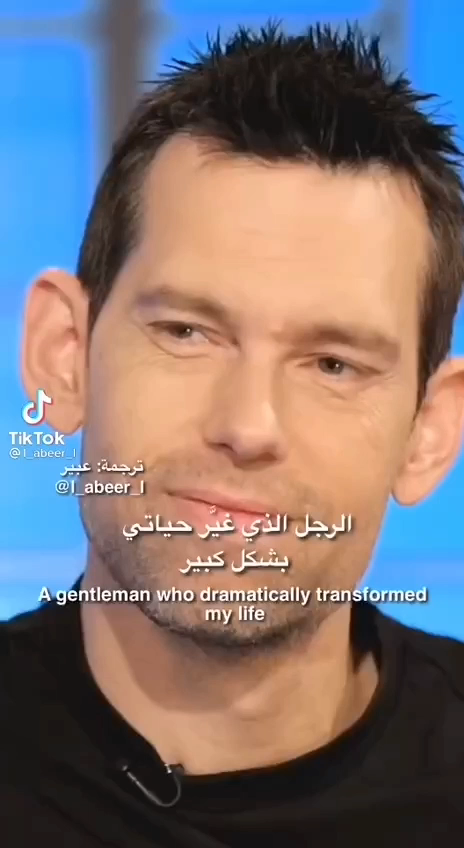 TikTok
@l_abeer_l
ترجمة: عبير
@l_abeer_l
الرجل الذي غيَّر حياتي
بشكل كبير
A gentleman who dramatically transformed
my life